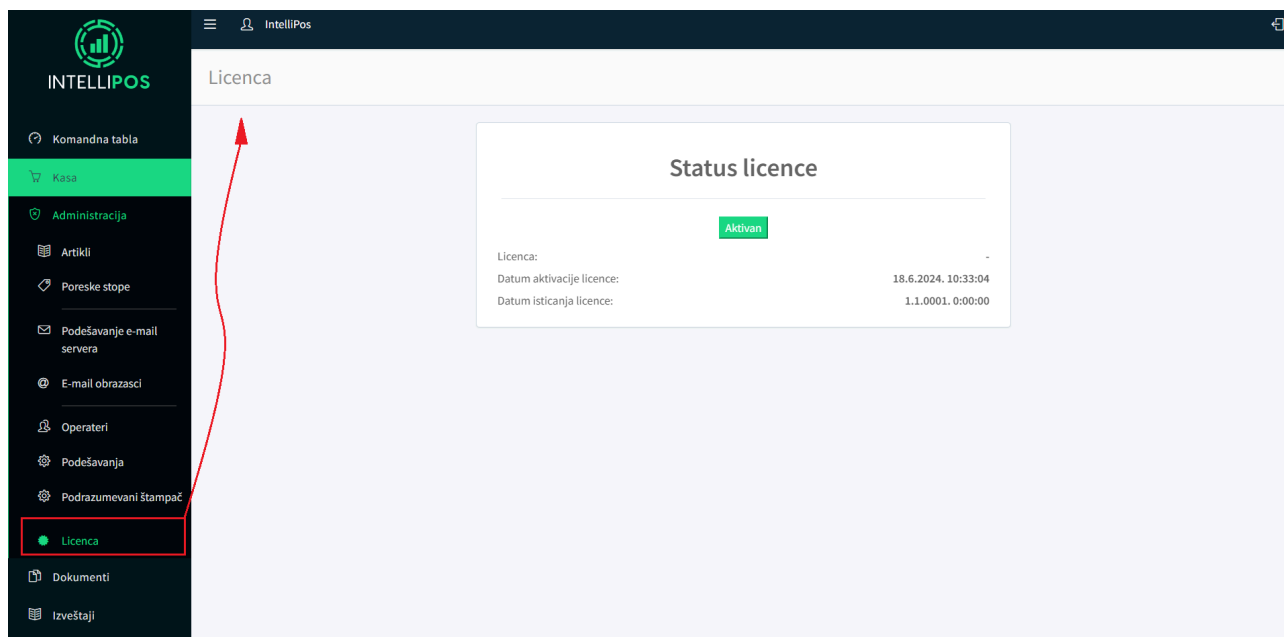 INTELLIPOS
IntelliPos
Licenca
Komandna tabla
Kasa
Administracija
Artikli
Poreske stope
Podešavanje e-mail
servera
E-mail obrazasci
Operateri
Podešavanja
Podrazumevani štampač
Licenca
Dokumenti
Izveštaji
Status licence
Aktivan
Licenca: -
Datum aktivacije licence: 18.6.2024. 10:33:04
Datum isticanja licence: 1.1.0001. 0:00:00